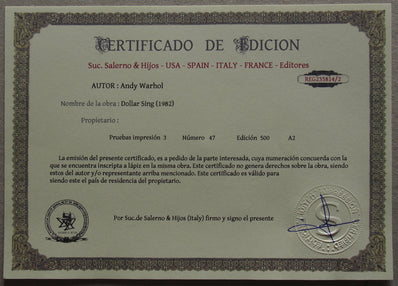 CERTIFICADO DE EDICION
Suc. Salerno & Hijos - USA - SPAIN - ITALY - FRANCE - Editores
REG235814/2
AUTOR : Andy Warhol
Nombre de la obra : Dollar Sing (1982)
Propietario :
Pruebas impresión 3 Número 47 Edición 500 A2
La emisión del presente certificado, es a pedido de la parte interesada, cuya numeración concuerda con la
que se encuentra inscripta a lápiz en la misma obra. Este certificado no genera derechos sobre la obra, siendo
estos del autor y/o representante arriba mencionado. Este certificado es válido para
siendo este el país de residencia del propietario.
Por Suc.de Salerno & Hijos (Italy) firmo y signo el presente